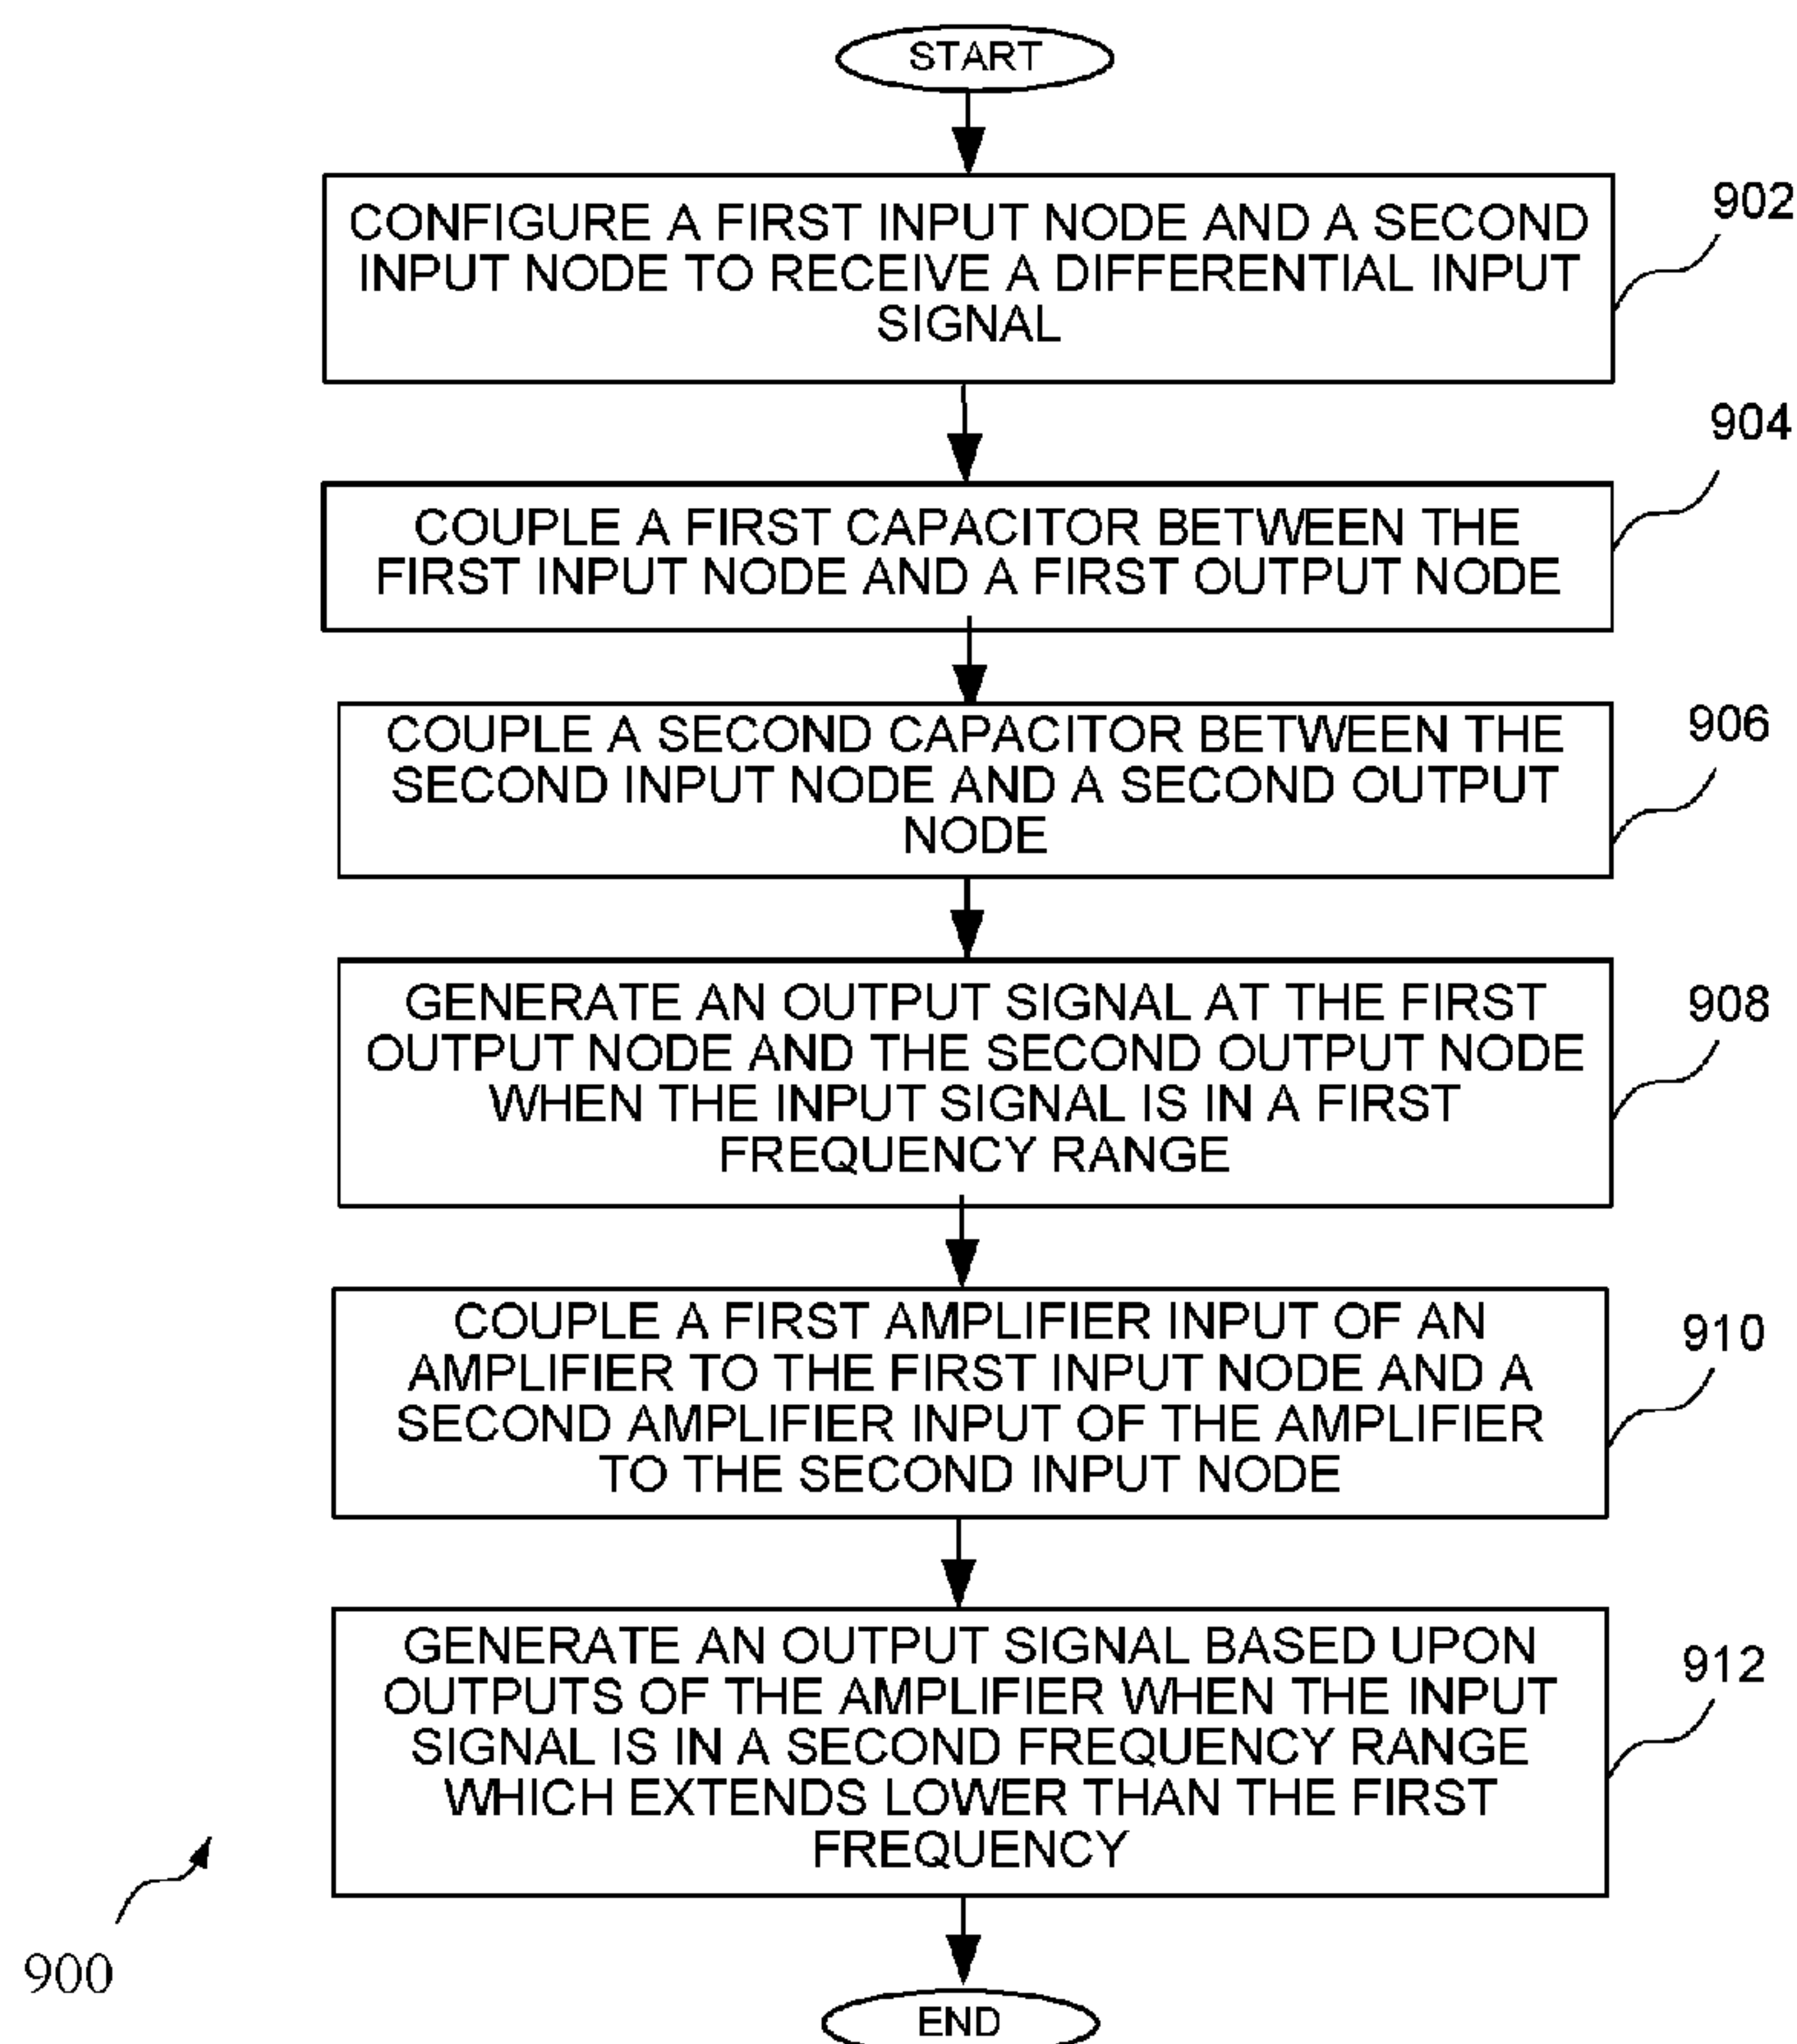 START
CONFIGURE A FIRST INPUT NODE AND A SECOND
INPUT NODE TO RECEIVE A DIFFERENTIAL INPUT
SIGNAL
902
COUPLE A FIRST CAPACITOR BETWEEN THE
FIRST INPUT NODE AND A FIRST OUTPUT NODE
904
COUPLE A SECOND CAPACITOR BETWEEN THE
SECOND INPUT NODE AND A SECOND OUTPUT
NODE
906
GENERATE AN OUTPUT SIGNAL AT THE FIRST
OUTPUT NODE AND THE SECOND OUTPUT NODE
WHEN THE INPUT SIGNAL IS IN A FIRST
FREQUENCY RANGE
908
COUPLE A FIRST AMPLIFIER INPUT OF AN
AMPLIFIER TO THE FIRST INPUT NODE AND A
SECOND AMPLIFIER INPUT OF THE AMPLIFIER
TO THE SECOND INPUT NODE
910
GENERATE AN OUTPUT SIGNAL BASED UPON
OUTPUTS OF THE AMPLIFIER WHEN THE INPUT
SIGNAL IS IN A SECOND FREQUENCY RANGE
WHICH EXTENDS LOWER THAN THE FIRST
FREQUENCY
912
900
END